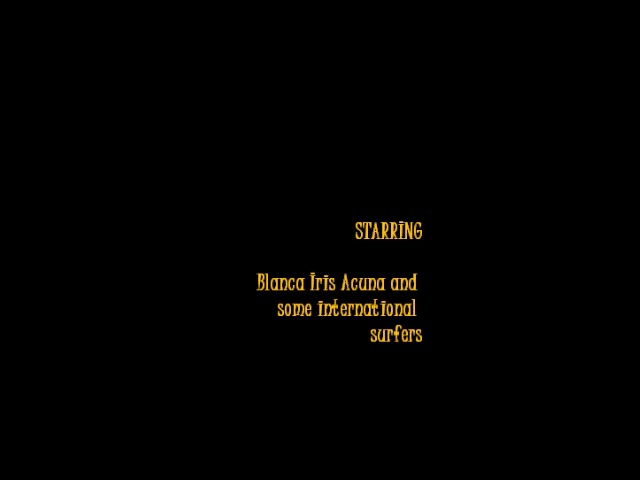 STARRING
Blanca Iris Acuna and
some international
surfers